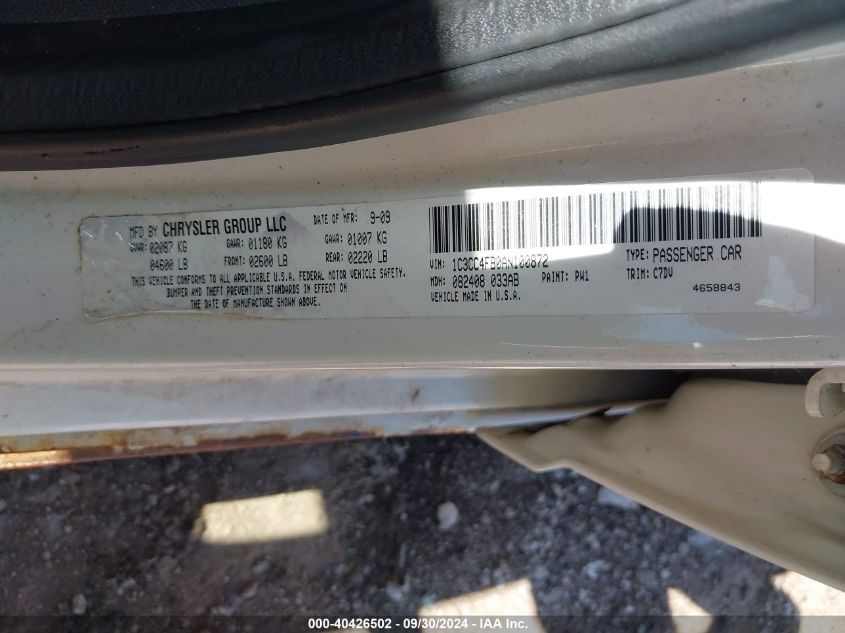 MFD BY CHRYSLER GROUP LLC DATE OF MFR: 9-09
GVWR: 02087 KG GAWR: 01180 KG GAWR: 01007 KG
04600 LB FRONT: 02600 LB REAR: 02220 LB
THIS VEHICLE CONFORMS TO ALL APPLICABLE U.S.A. FEDERAL MOTOR VEHICLE SAFETY,
BUMPER AND THEFT PREVENTION STANDARDS IN EFFECT ON
THE DATE OF MANUFACTURE SHOWN ABOVE.
VIN: 1C3CC4FB0AN100872 TYPE: PASSENGER CAR
MDH: 082408 033AB PAINT: PW1 TRIM: C7DV
VEHICLE MADE IN U.S.A. 4658843
000-40426502 - 09/30/2024 - IAA Inc.